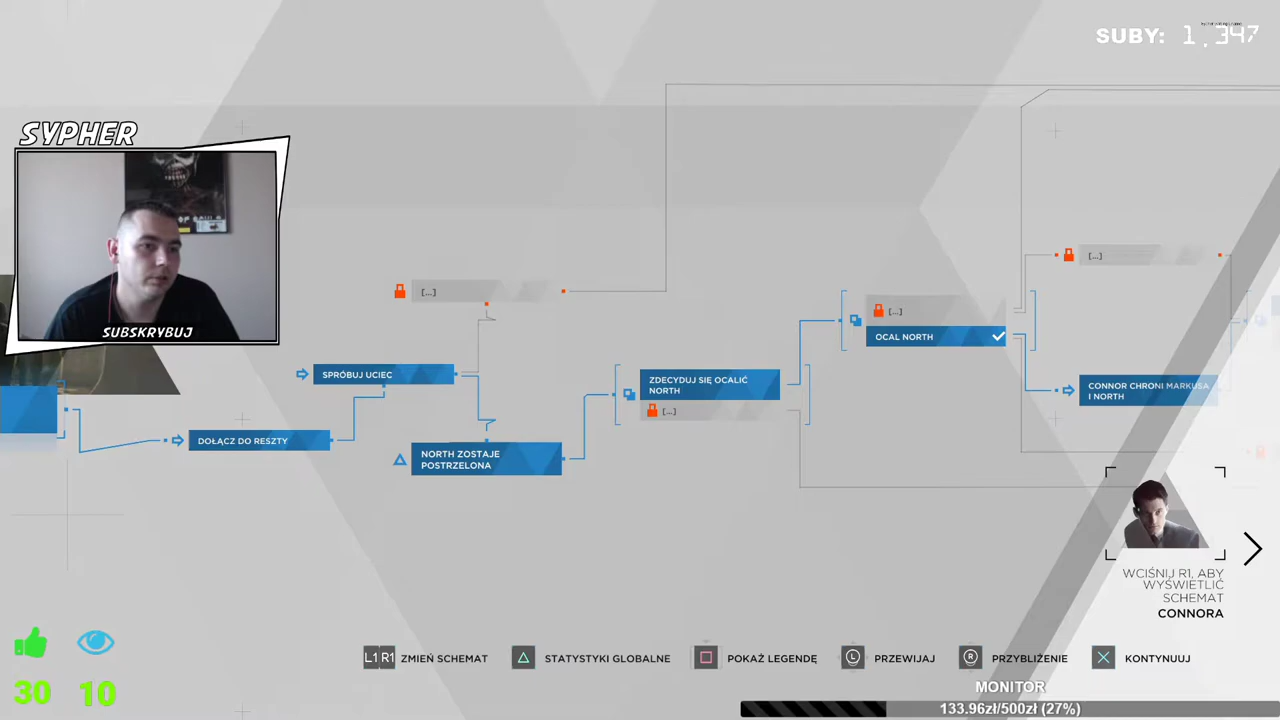 SUBY: 1.347
SYPHER
SUBSKRYBUJ
[...]
SPRÓBUJ UCIEC
DOŁĄCZ DO RESZTY
NORTH ZOSTAJE
POSTRZELONA
ZDECYDUJ SIĘ OCALIĆ
NORTH
[...]
[...]
OCAL NORTH
[...]
CONNOR CHRONI MARKUSA
I NORTH
WCIŚNIJ R1, ABY
WYŚWIETLIĆ
SCHEMAT
CONNORA
L1 R1 ZMIEŃ SCHEMAT
STATYSTYKI GLOBALNE
POKAŻ LEGENDĘ
L PRZEWIJAJ
R PRZYBLIŻENIE
KONTYNUUJ
30 10
MONITOR
133.96zł/500zł (27%)